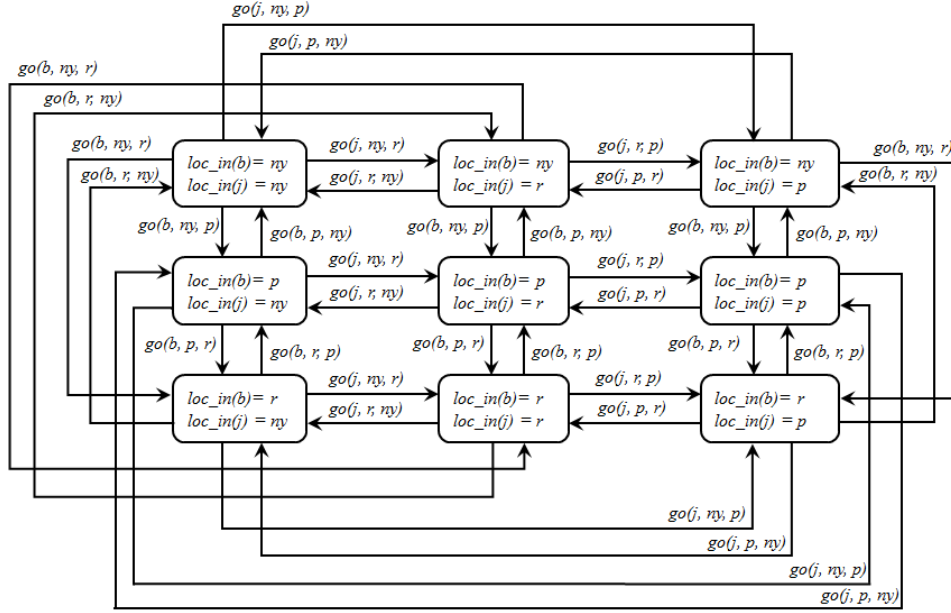 go(j, ny, p)
go(j, p, ny)
go(b, ny, r)
go(b, r, ny)
go(b, ny, r)
go(j, ny, r)
go(j, r, p)
go(b, ny, r)
go(b, r, ny)
loc_in(b)= ny
loc_in(j) = ny
go(j, r, ny)
loc_in(b)= ny
loc_in(j) = r
go(j, p, r)
loc_in(b)= ny
loc_in(j) = p
go(b, r, ny)
go(b, ny, p)
go(b, p, ny)
go(b, ny, p)
go(b, p, ny)
go(b, ny, p)
go(b, p, ny)
go(j, ny, r)
go(j, r, p)
loc_in(b)= p
loc_in(j) = ny
go(j, r, ny)
loc_in(b)= p
loc_in(j) = r
go(j, p, r)
loc_in(b)= p
loc_in(j) = p
go(b, p, r)
go(b, r, p)
go(b, p, r)
go(b, r, p)
go(b, p, r)
go(b, r, p)
go(j, ny, r)
go(j, r, p)
loc_in(b)= r
loc_in(j) = ny
go(j, r, ny)
loc_in(b)= r
loc_in(j) = r
go(j, p, r)
loc_in(b)= r
loc_in(j) = p
go(j, ny, p)
go(j, p, ny)
go(j, ny, p)
go(j, p, ny)